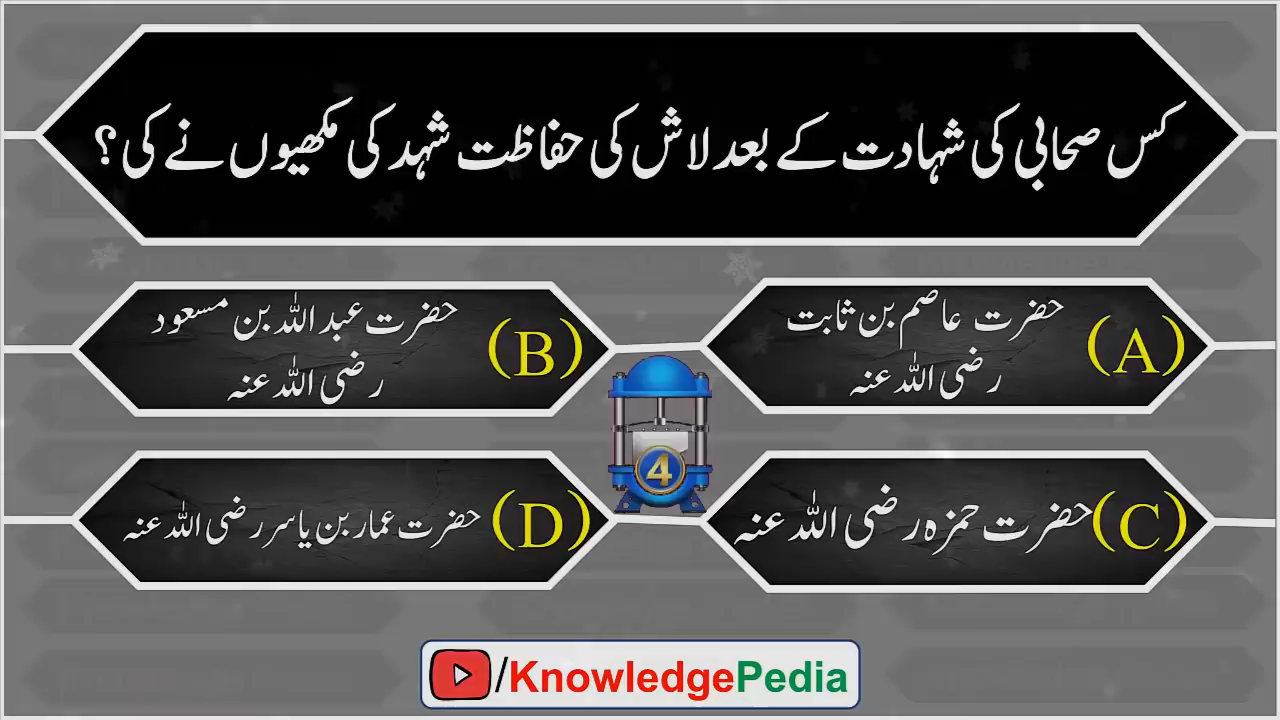 کس صحابی کی شہادت کے بعد لاش کی حفاظت شہد کی مکھیوں نے کی؟
(A) حضرت عاصم بن ثابت
رضی اللہ عنہ
(B) حضرت عبد اللہ بن مسعود
رضی اللہ عنہ
4
(C) حضرت حمزہ رضی اللہ عنہ
(D) حضرت عمار بن یاسر رضی اللہ عنہ
/KnowledgePedia